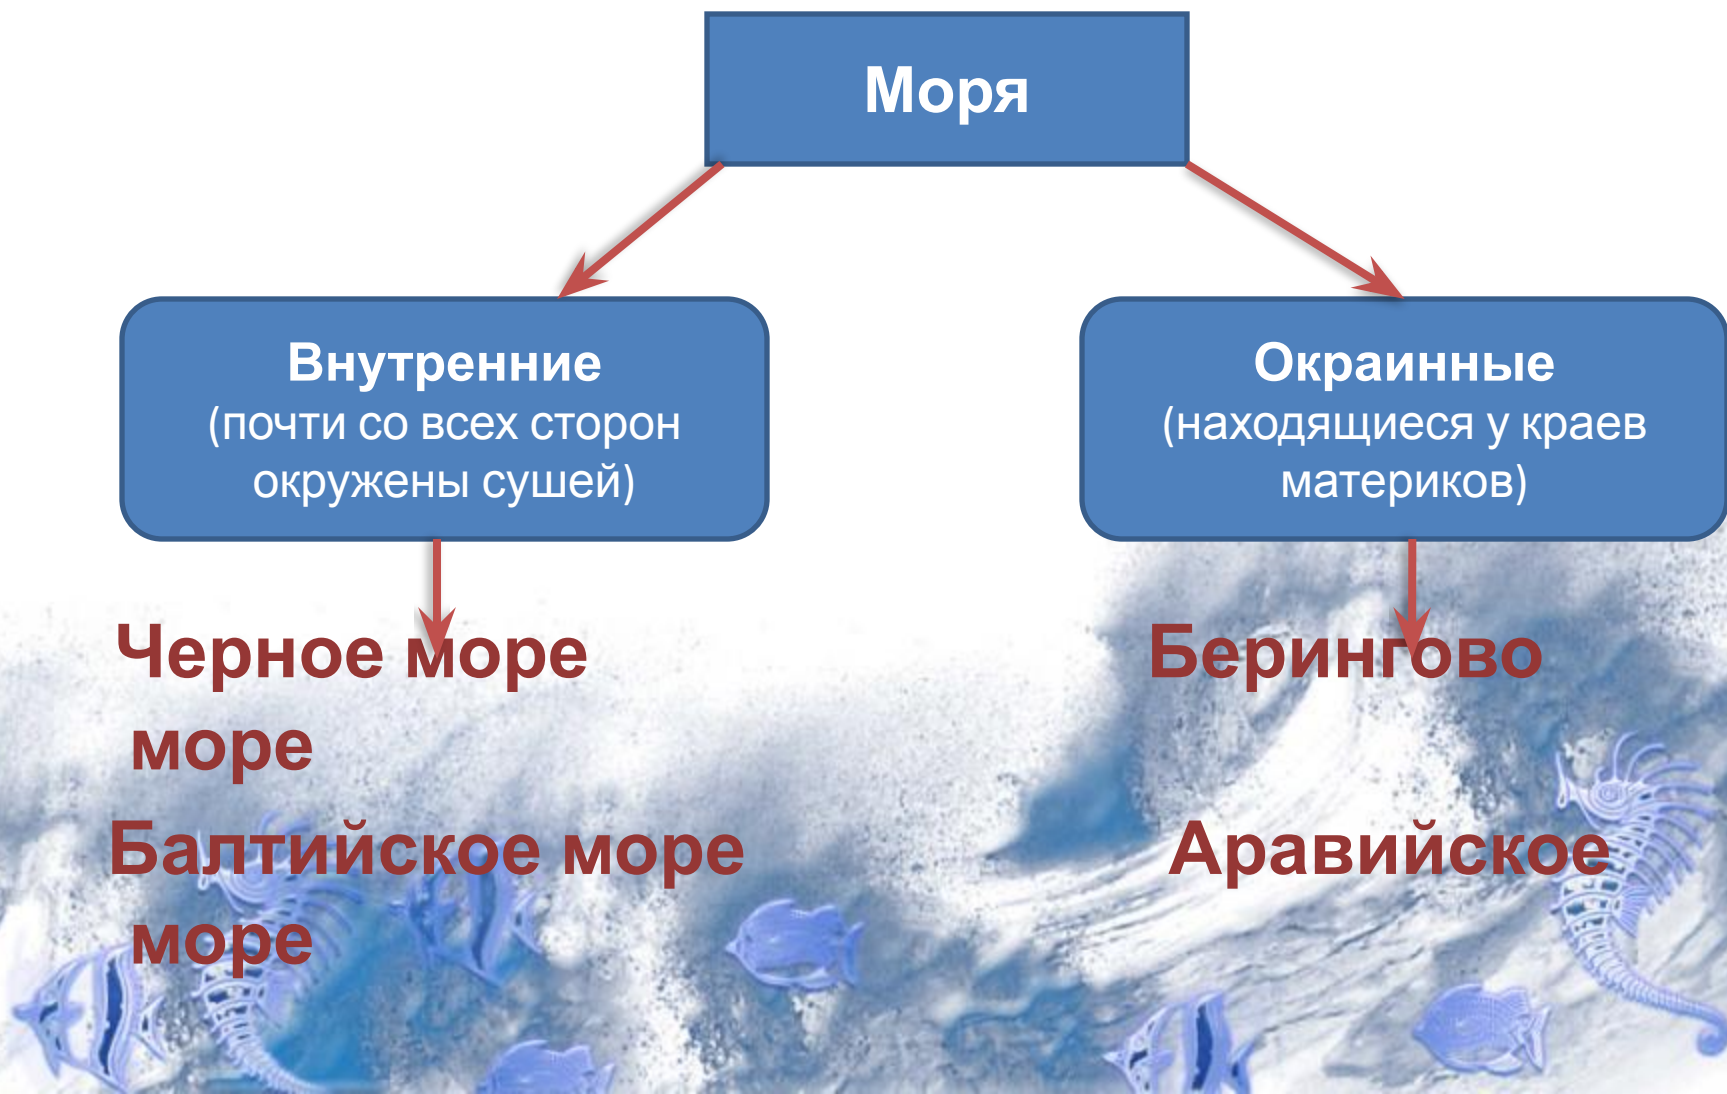 Моря
Внутренние
(почти со всех сторон
окружены сушей)
Окраинные
(находящиеся у краев
материков)
Черное море Берингово
море
Балтийское море Аравийское
море